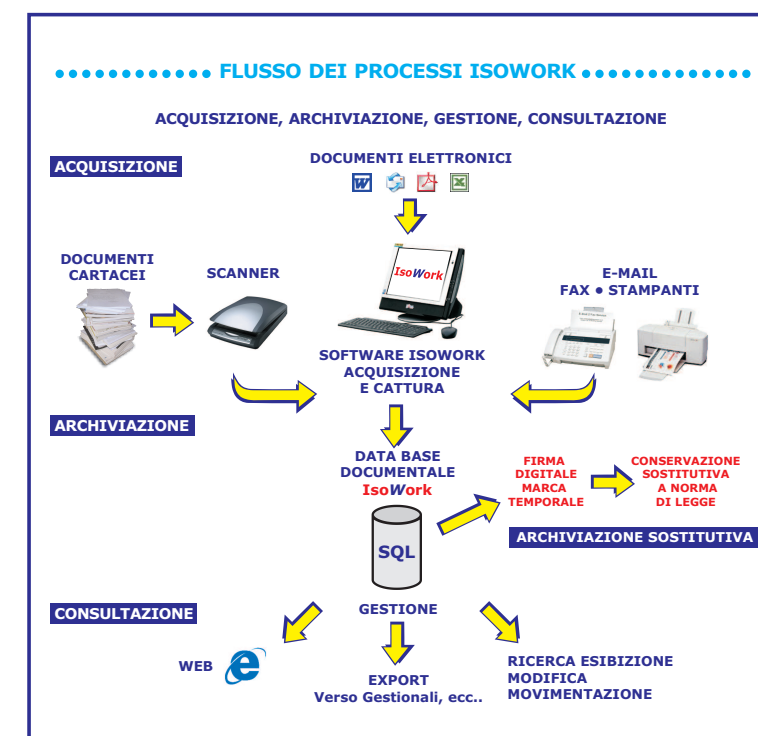 FLUSSO DEI PROCESSI ISOWORK
ACQUISIZIONE, ARCHIVIAZIONE, GESTIONE, CONSULTAZIONE
ACQUISIZIONE
DOCUMENTI ELETTRONICI
DOCUMENTI
CARTACEI
SCANNER
IsoWork
E-MAIL
FAX • STAMPANTI
SOFTWARE ISOWORK
ACQUISIZIONE
E CATTURA
ARCHIVIAZIONE
DATA BASE
DOCUMENTALE
IsoWork
SQL
FIRMA
DIGITALE
MARCA
TEMPORALE
CONSERVAZIONE
SOSTITUTIVA
A NORMA
DI LEGGE
ARCHIVIAZIONE SOSTITUTIVA
CONSULTAZIONE
GESTIONE
WEB
EXPORT
Verso Gestionali, ecc..
RICERCA ESIBIZIONE
MODIFICA
MOVIMENTAZIONE